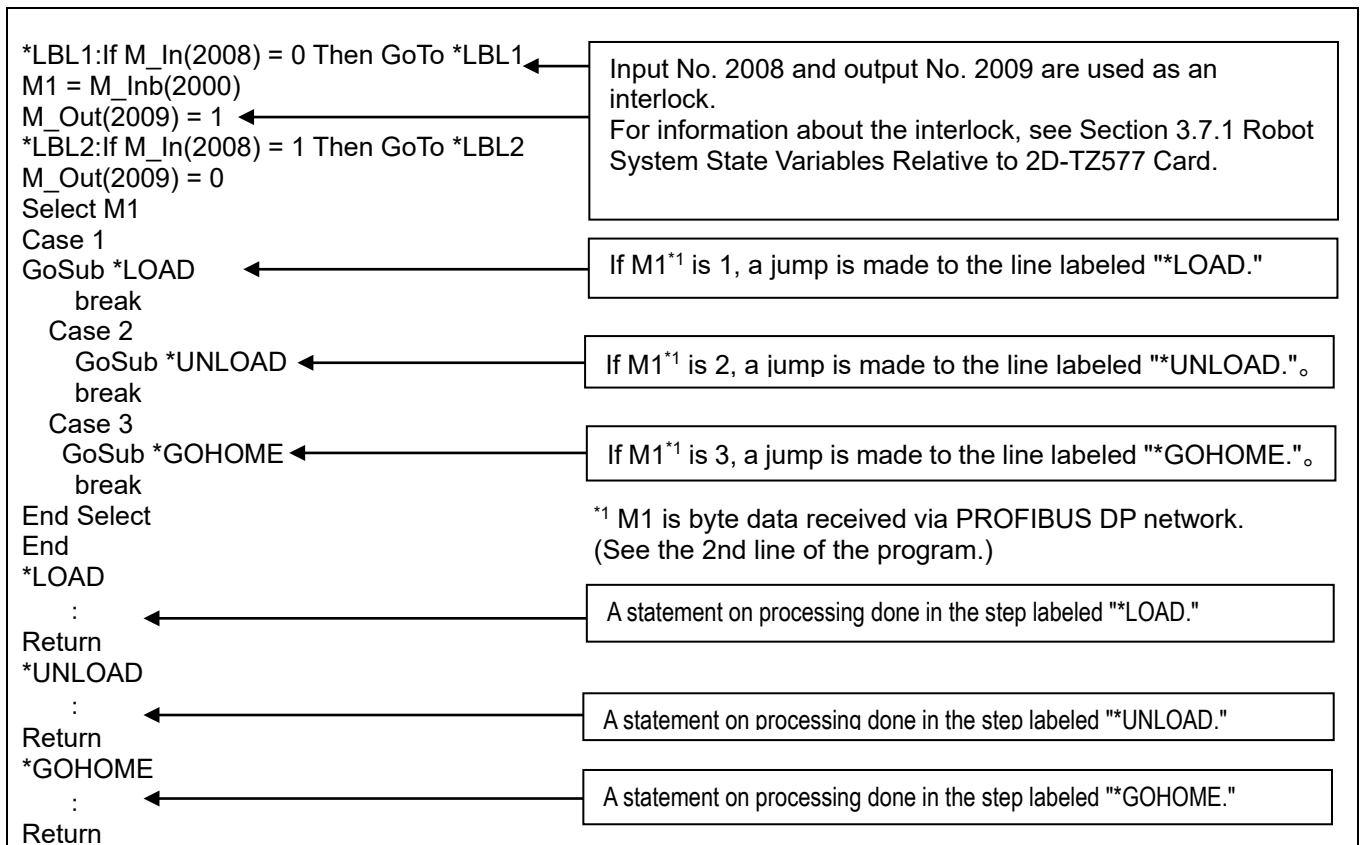 *LBL1:If M_In(2008) = 0 Then GoTo *LBL1
M1 = M_Inb(2000)
M_Out(2009) = 1
*LBL2:If M_In(2008) = 1 Then GoTo *LBL2
M_Out(2009) = 0
Select M1
Case 1
GoSub *LOAD
break
Case 2
GoSub *UNLOAD
break
Case 3
GoSub *GOHOME
break
End Select
End
*LOAD
:
Return
*UNLOAD
:
Return
*GOHOME
:
Return
Input No. 2008 and output No. 2009 are used as an
interlock.
For information about the interlock, see Section 3.7.1 Robot
System State Variables Relative to 2D-TZ577 Card.
If M1*1 is 1, a jump is made to the line labeled "*LOAD."
If M1*1 is 2, a jump is made to the line labeled "*UNLOAD."。
If M1*1 is 3, a jump is made to the line labeled "*GOHOME."。
*1 M1 is byte data received via PROFIBUS DP network.
(See the 2nd line of the program.)
A statement on processing done in the step labeled "*LOAD."
A statement on processing done in the step labeled "*UNLOAD."
A statement on processing done in the step labeled "*GOHOME."